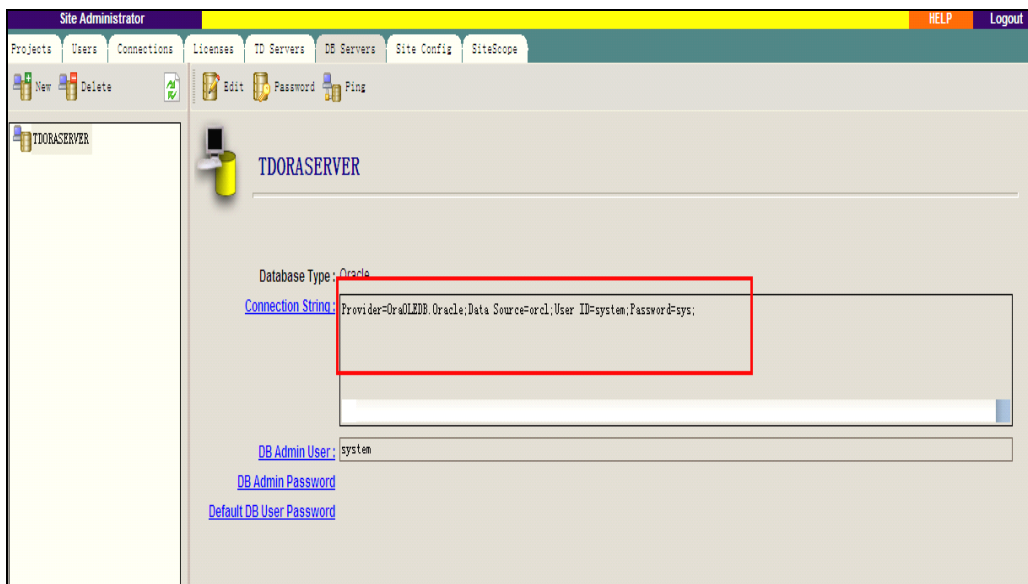 Site Administrator HELP Logout
Projects Users Connections Licenses TD Servers DB Servers Site Config SiteScope
New Delete Edit Password Ping
TDORASERVER
TDORASERVER
Database Type : Oracle
Connection String : Provider=OraOLEDB.Oracle;Data Source=orcl;User ID=system;Password=sys;
DB Admin User : system
DB Admin Password
Default DB User Password